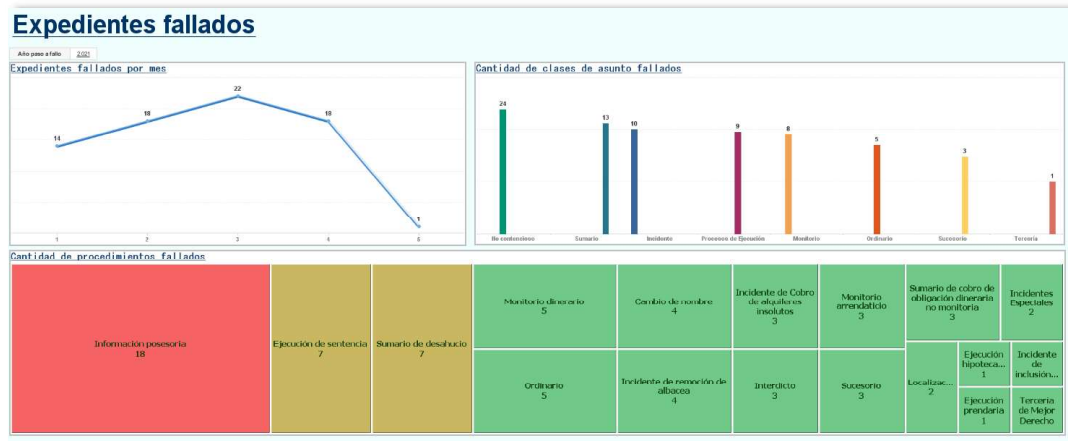 Expedientes fallados
Año pase a fallo 2,021
Expedientes fallados por mes
14
18
22
18
1
1
2
3
4
5
Cantidad de clases de asunto fallados
24
13
10
9
8
5
3
1
No contencioso
Sumario
Incidente
Procesos de Ejecución
Monitorio
Ordinario
Sucesorio
Tercería
Cantidad de procedimientos fallados
Información posesoria
18
Ejecución de sentencia
7
Sumario de desahucio
7
Monitorio dinerario
5
Ordinario
5
Cambio de nombre
4
Incidente de remoción de
albacea
4
Incidente de Cobro
de alquileres
insolutos
3
Interdicto
3
Monitorio
arrendaticio
3
Sucesorio
3
Sumario de cobro de
obligación dineraria
no monitoria
3
Incidentes
Especiales
2
Localizac...
2
Ejecución
hipoteca...
1
Incidente
de
inclusión...
Ejecución
prendaria
1
Tercería
de Mejor
Derecho